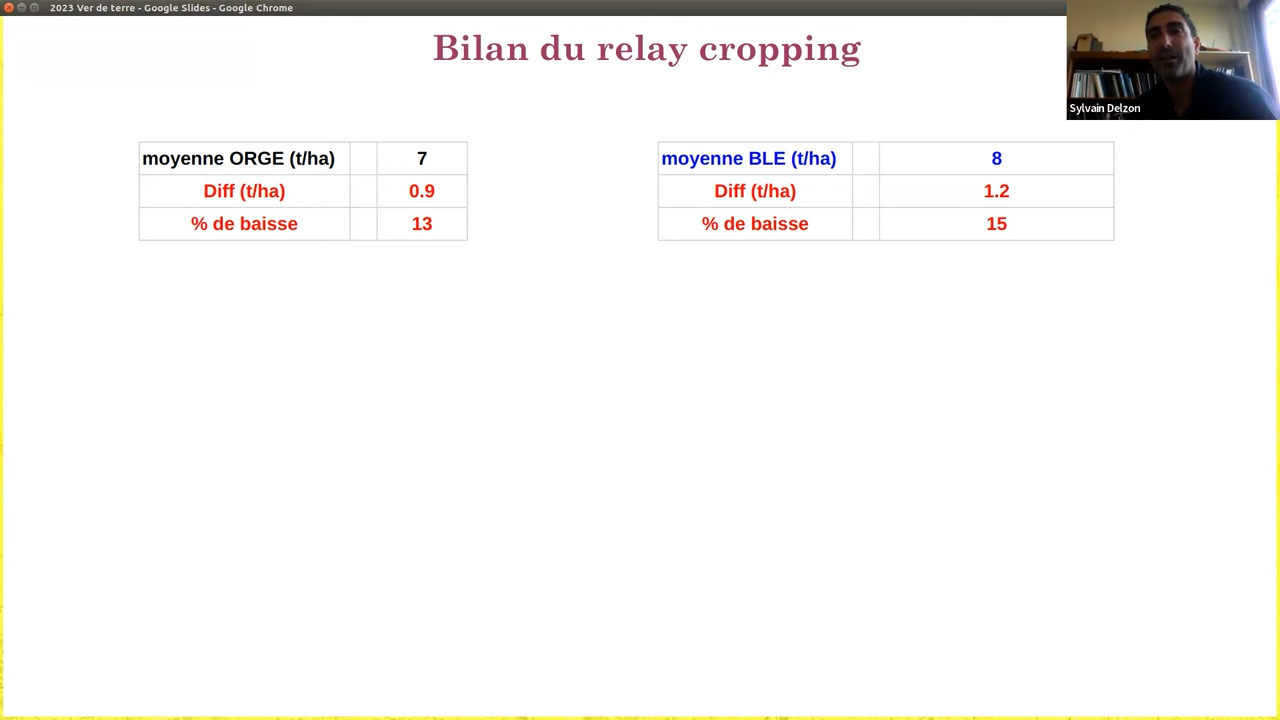 2023 Ver de terre - Google Slides - Google Chrome
Bilan du relay cropping
Sylvain Delzon
moyenne ORGE (t/ha) 7
Diff (t/ha) 0.9
% de baisse 13
moyenne BLE (t/ha) 8
Diff (t/ha) 1.2
% de baisse 15